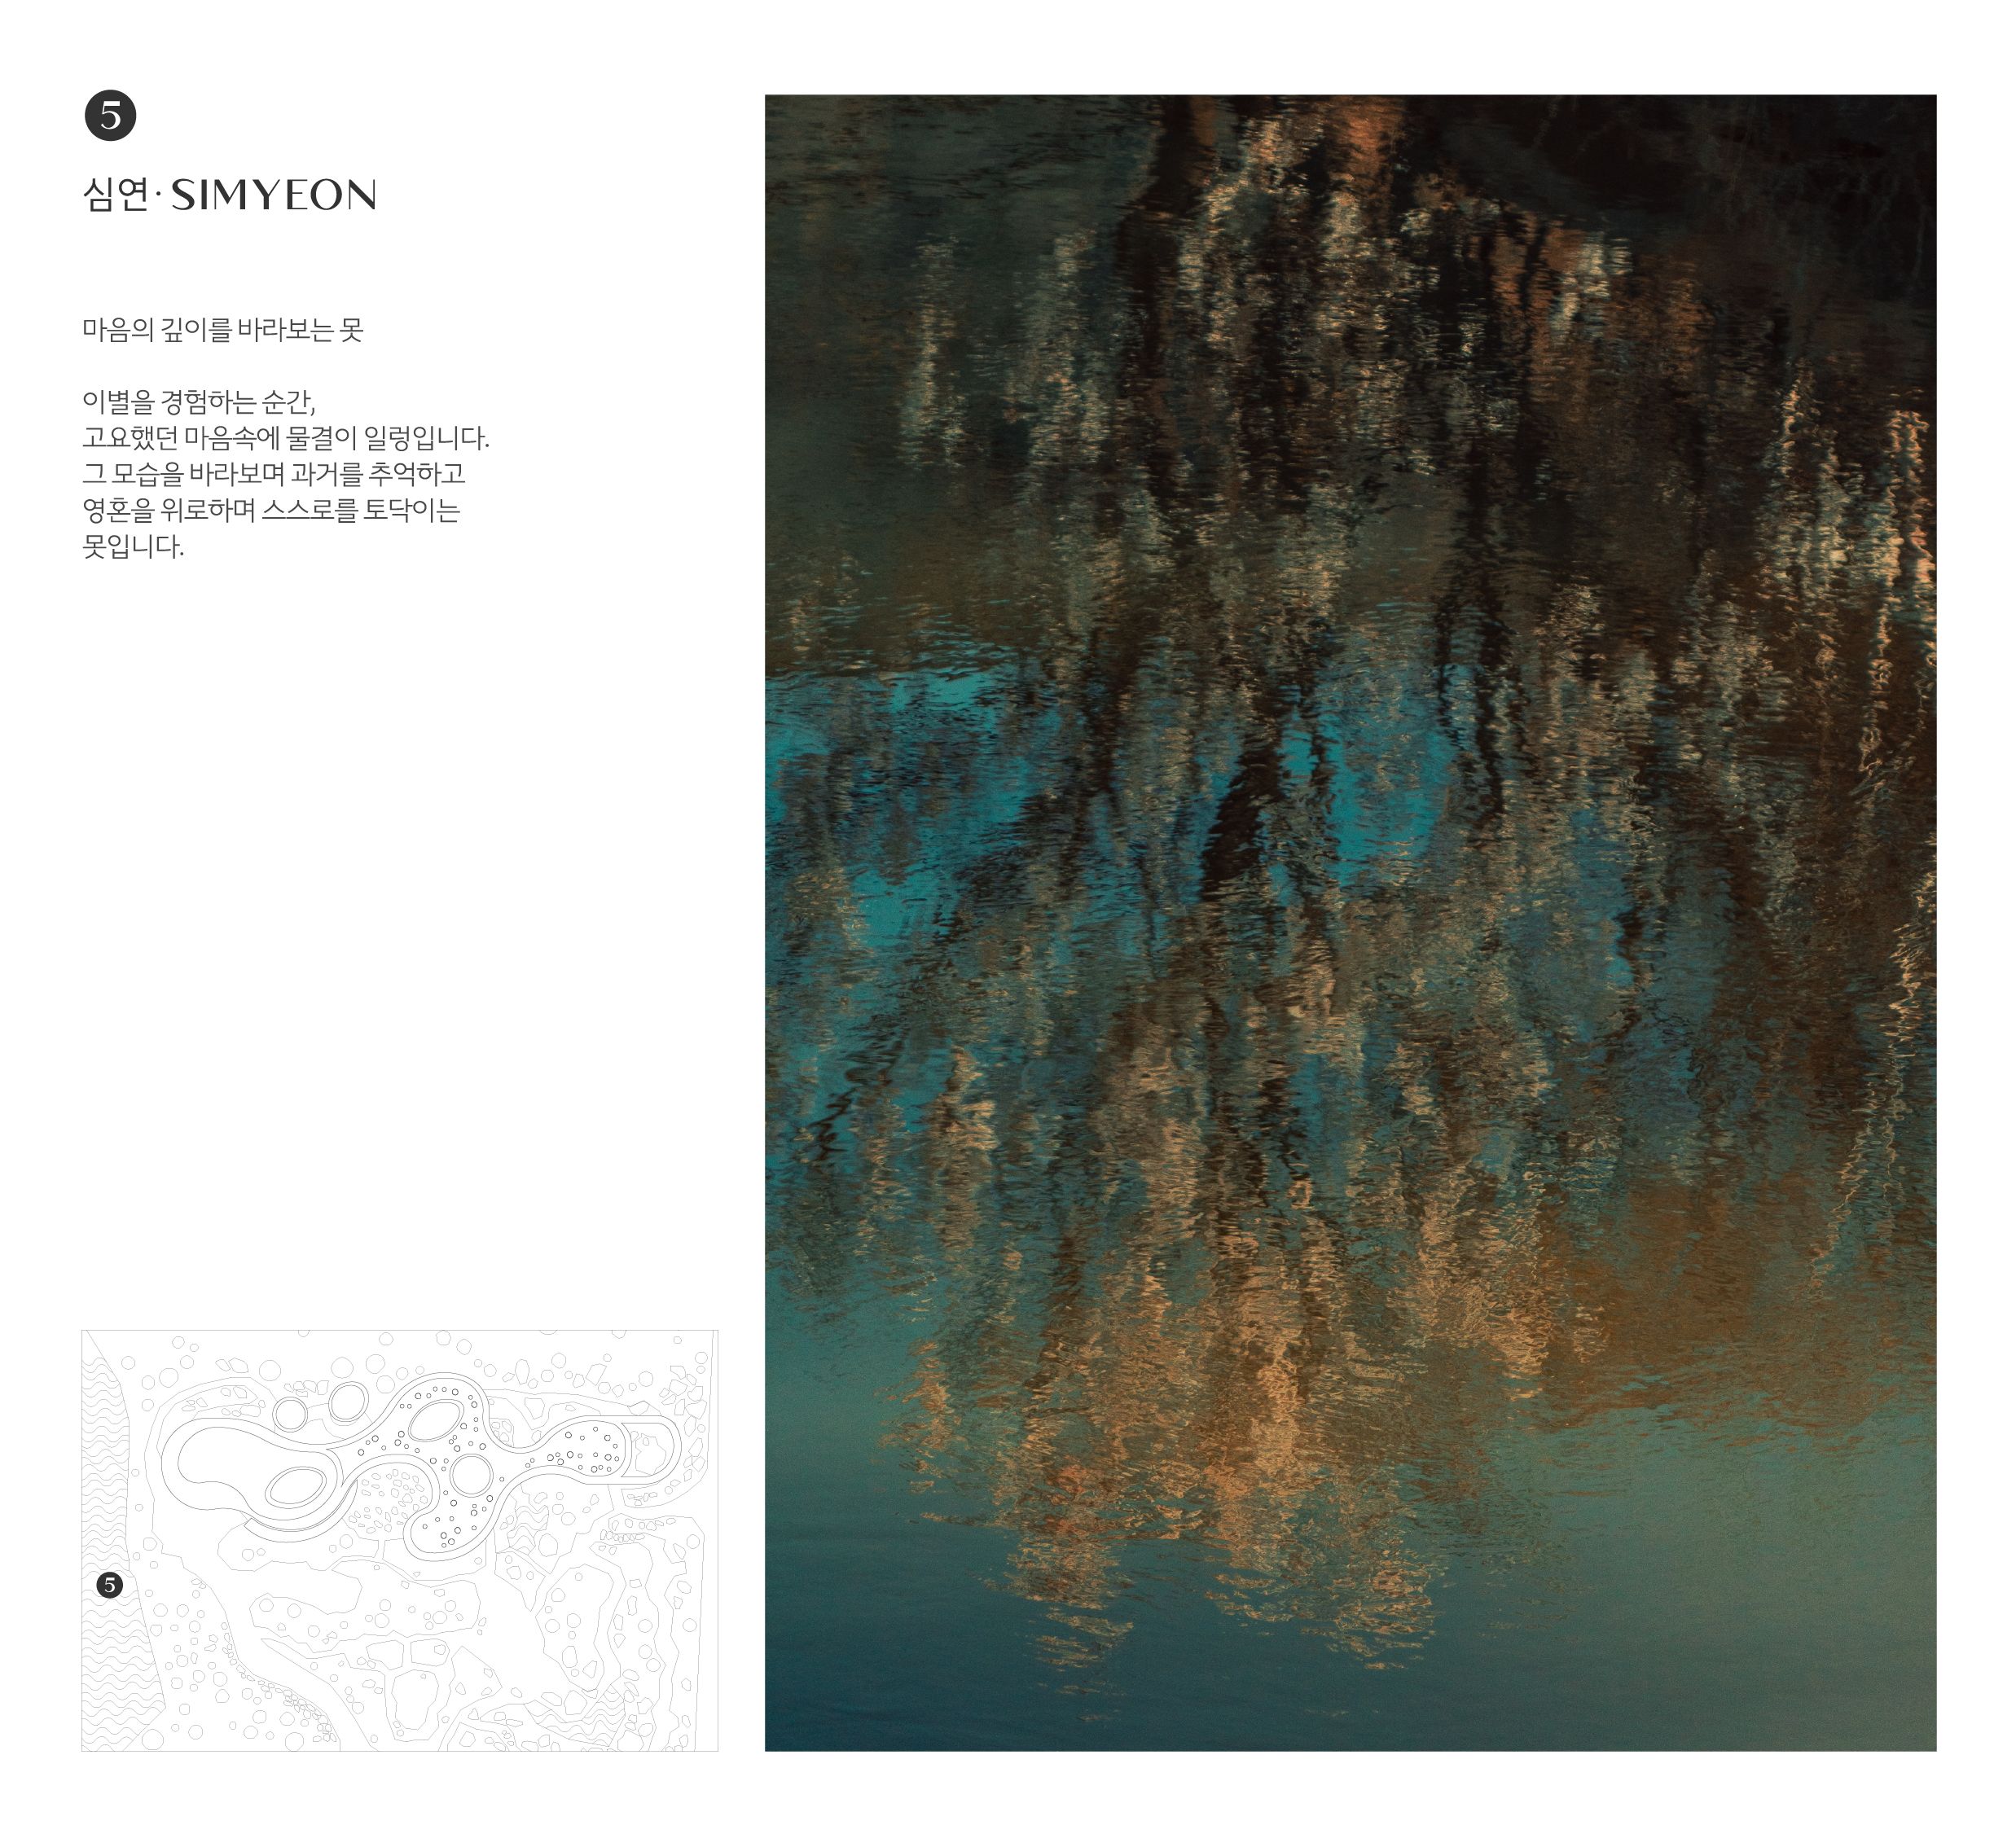 5
심연 · SIMYEON
마음의 깊이를 바라보는 못
이별을 경험하는 순간,
고요했던 마음속에 물결이 일렁입니다.
그 모습을 바라보며 과거를 추억하고
영혼을 위로하며 스스로를 토닥이는
못입니다.
5